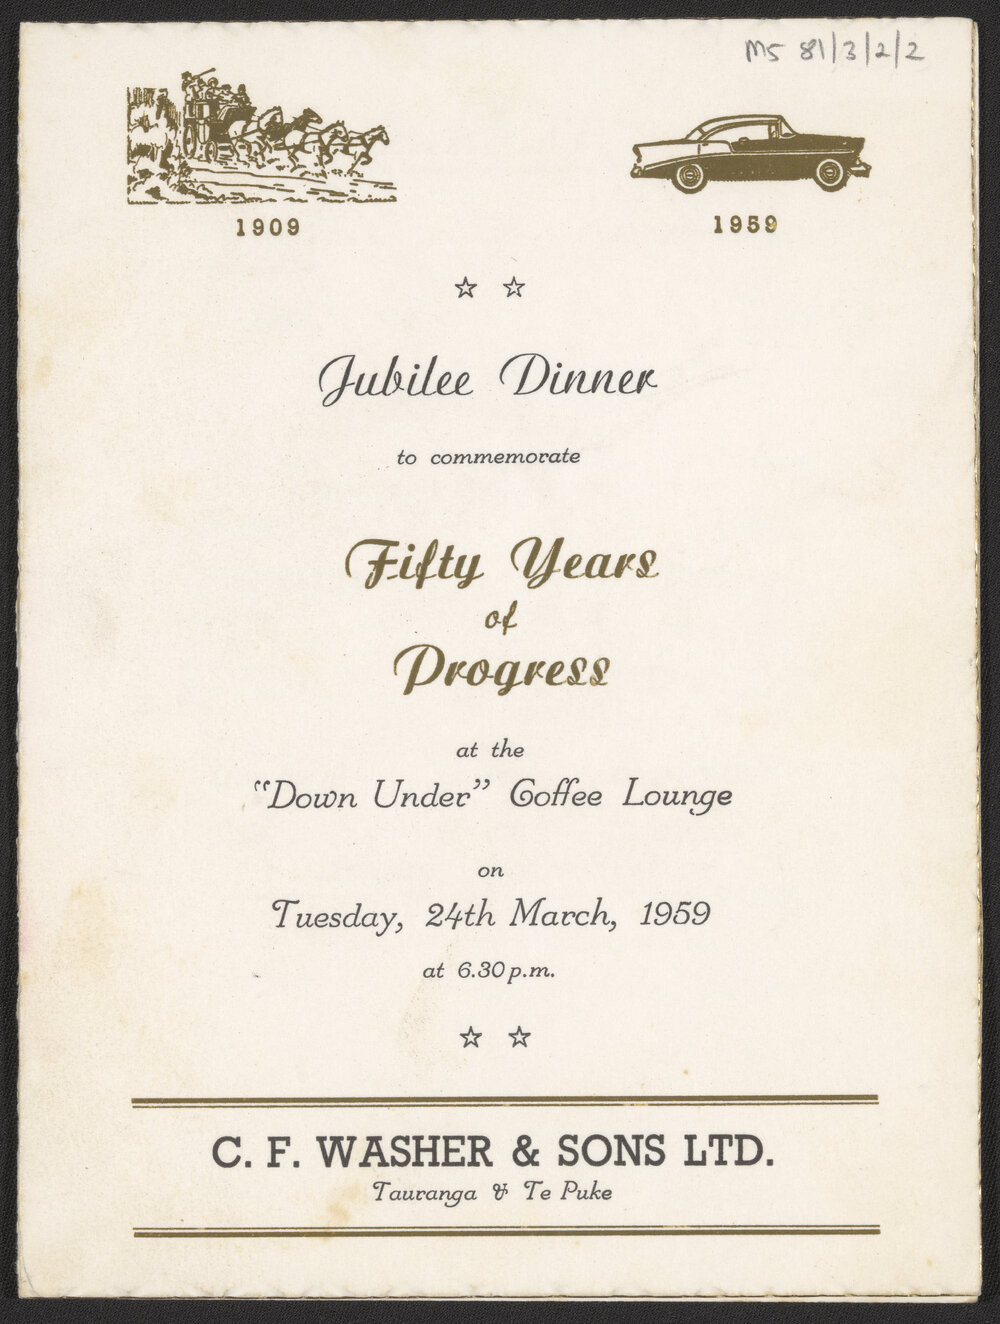 MS 81/3/2/2
1909
1959
Jubilee Dinner
to commemorate
Fifty Years
of
Progress
at the
"Down Under" Coffee Lounge
on
Tuesday, 24th March, 1959
at 6.30 p.m.
C. F. WASHER & SONS LTD.
Tauranga & Te Puke